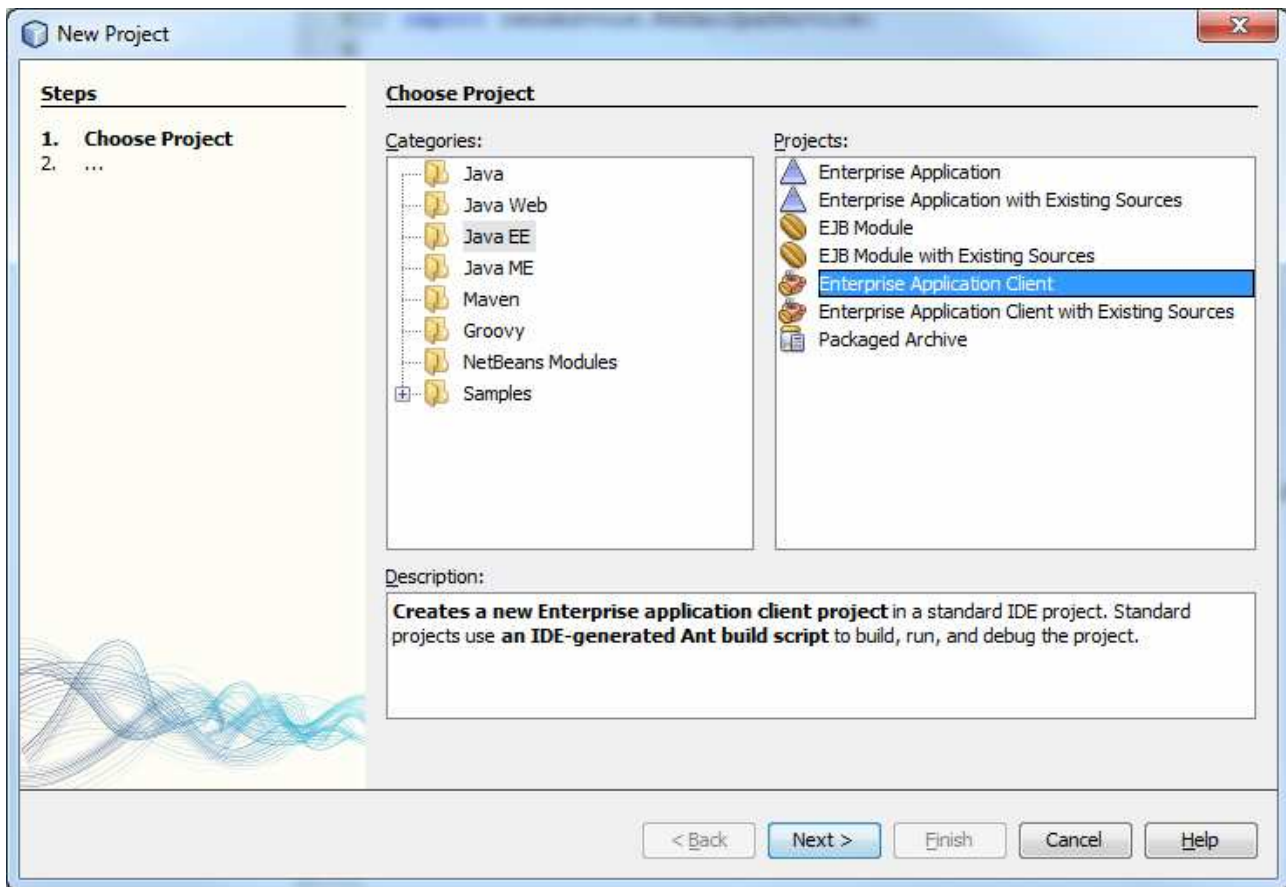 New Project
Steps
1. Choose Project
2. ...
Choose Project
Categories:
Java
Java Web
Java EE
Java ME
Maven
Groovy
NetBeans Modules
Samples
Projects:
Enterprise Application
Enterprise Application with Existing Sources
EJB Module
EJB Module with Existing Sources
Enterprise Application Client
Enterprise Application Client with Existing Sources
Packaged Archive
Description:
Creates a new Enterprise application client project in a standard IDE project. Standard
projects use an IDE-generated Ant build script to build, run, and debug the project.
< Back Next > Finish Cancel Help